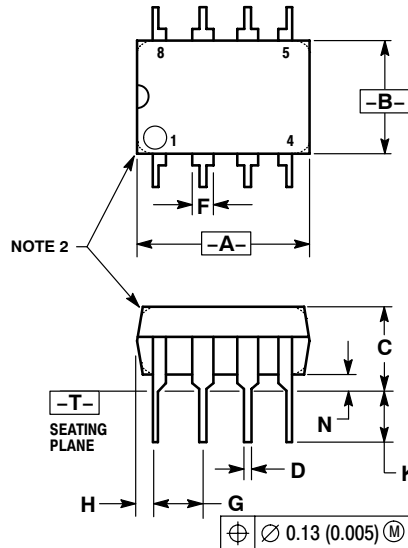 8 5
-B-
1 4
F
NOTE 2
-A-
C
-T-
N
SEATING
PLANE
D
K
H G
⌖ ∅ 0.13 (0.005) Ⓜ